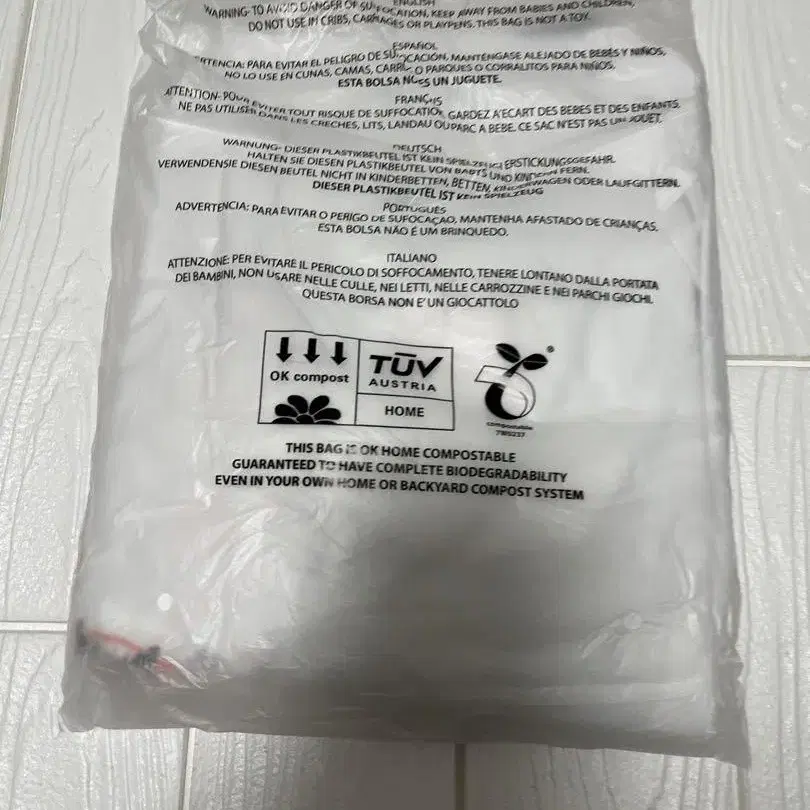 ENGLISH
WARNING- TO AVOID DANGER OF SUFFOCATION, KEEP AWAY FROM BABIES AND CHILDREN,
DO NOT USE IN CRIBS, CARRIAGES OR PLAYPENS. THIS BAG IS NOT A TOY.
ESPAÑOL
PARA EVITAR EL PELIGRO DE SUFOCACIÓN, MANTÉNGASE ALEJADO DE BEBÉS Y NIÑOS,
NO LO USE EN CUNAS, CAMAS, CARRIL O PARQUES O CORRALITOS PARA NIÑOS.
ESTA BOLSA NO ES UN JUGUETE.
FRANÇAIS
ATTENTION- POUR EVITER TOUT RISQUE DE SUFFOCATION, GARDEZ A'ECART DES BEBES ET DES ENFANTS.
NE PAS UTILISER DANS LES CRECHES, LITS, LANDAU OU PARC A BEBE. CE SAC N'EST PAS UN JOUET.
DEUTSCH
WARNUNG- DIESER PLASTIKBEUTEL IST KEIN SPIELZEUG! ERSTICKUNGSGEFAHR.
HALTEN SIE DIESEN PLASTIKBEUTEL VON BABYS UND KINDERN FERN.
VERWENDENSIE DIESEN BEUTEL NICHT IN KINDERBETTEN, BETTEN, KINDERWAGEN ODER LAUFGITTERN.
DIESER PLASTIKBEUTEL IST KEIN SPIELZEUG
PORTUGUÊS
ADVERTENCIA: PARA EVITAR O PERIGO DE SUFOCAÇAO, MANTENHA AFASTADO DE CRIANÇAS.
ESTA BOLSA NÃO É UM BRINQUEDO.
ITALIANO
ATTENZIONE: PER EVITARE IL PERICOLO DI SOFFOCAMENTO, TENERE LONTANO DALLA PORTATA
DEI BAMBINI, NON USARE NELLE CULLE, NEI LETTI, NELLE CARROZZINE E NEI PARCHI GIOCHI.
QUESTA BORSA NON E' UN GIOCATTOLO
OK compost
TÜV
AUSTRIA
HOME
®
compostable
7W0237
THIS BAG IS OK HOME COMPOSTABLE
GUARANTEED TO HAVE COMPLETE BIODEGRADABILITY
EVEN IN YOUR OWN HOME OR BACKYARD COMPOST SYSTEM